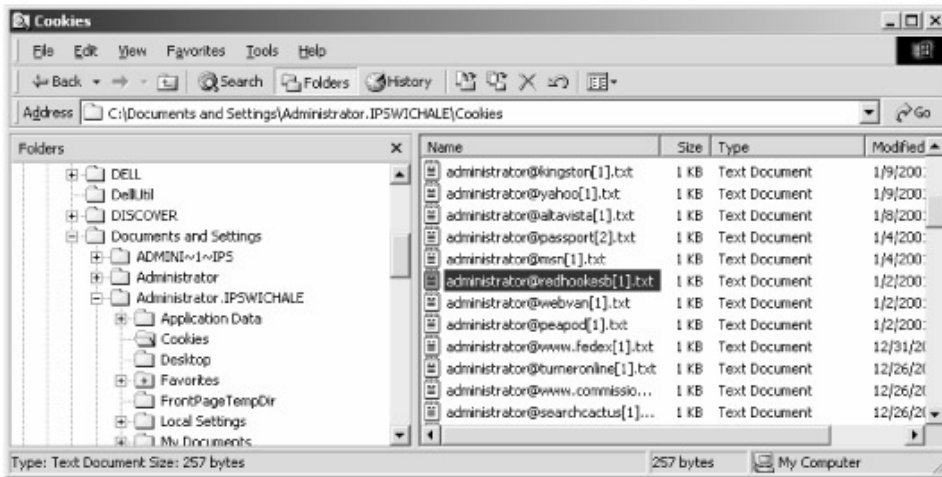 Cookies
File Edit View Favorites Tools Help
Back Search Folders History
Address C:\Documents and Settings\Administrator.IPSWICHALE\Cookies Go
Folders
DELL
DellUtil
DISCOVER
Documents and Settings
ADMINI~1~IPS
Administrator
Administrator.IPSWICHALE
Application Data
Cookies
Desktop
Favorites
FrontPageTempDir
Local Settings
My Documents
Name Size Type Modified
administrator@kingston[1].txt 1 KB Text Document 1/9/200
administrator@yahoo[1].txt 1 KB Text Document 1/9/200
administrator@altavista[1].txt 1 KB Text Document 1/8/200
administrator@passport[2].txt 1 KB Text Document 1/4/200
administrator@msn[1].txt 1 KB Text Document 1/4/200
administrator@redhookesb[1].txt 1 KB Text Document 1/2/200
administrator@webvan[1].txt 1 KB Text Document 1/2/200
administrator@peapod[1].txt 1 KB Text Document 1/2/200
administrator@www.fedex[1].txt 1 KB Text Document 12/31/20
administrator@turneronline[1].txt 1 KB Text Document 12/26/20
administrator@www.commissio... 1 KB Text Document 12/26/20
administrator@searchcactus[1]... 1 KB Text Document 12/26/20
Type: Text Document Size: 257 bytes 257 bytes My Computer